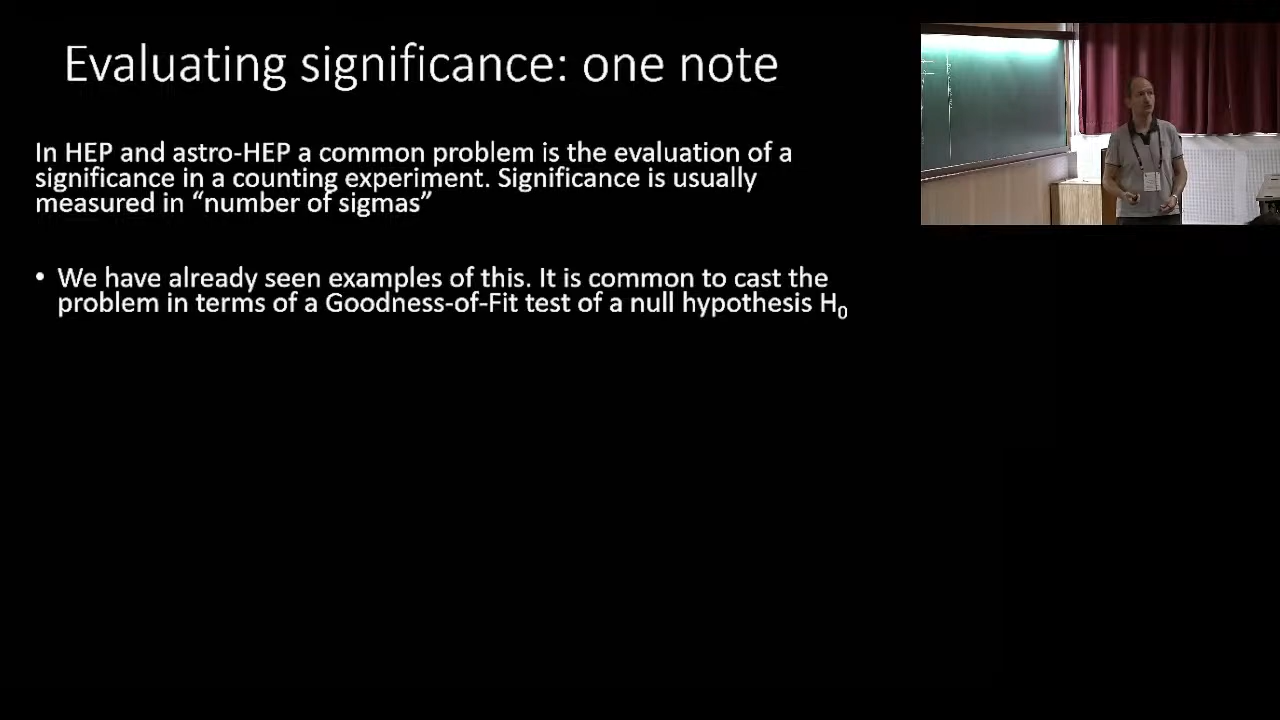 Evaluating significance: one note
In HEP and astro-HEP a common problem is the evaluation of a
significance in a counting experiment. Significance is usually
measured in “number of sigmas”
• We have already seen examples of this. It is common to cast the
problem in terms of a Goodness-of-Fit test of a null hypothesis H₀